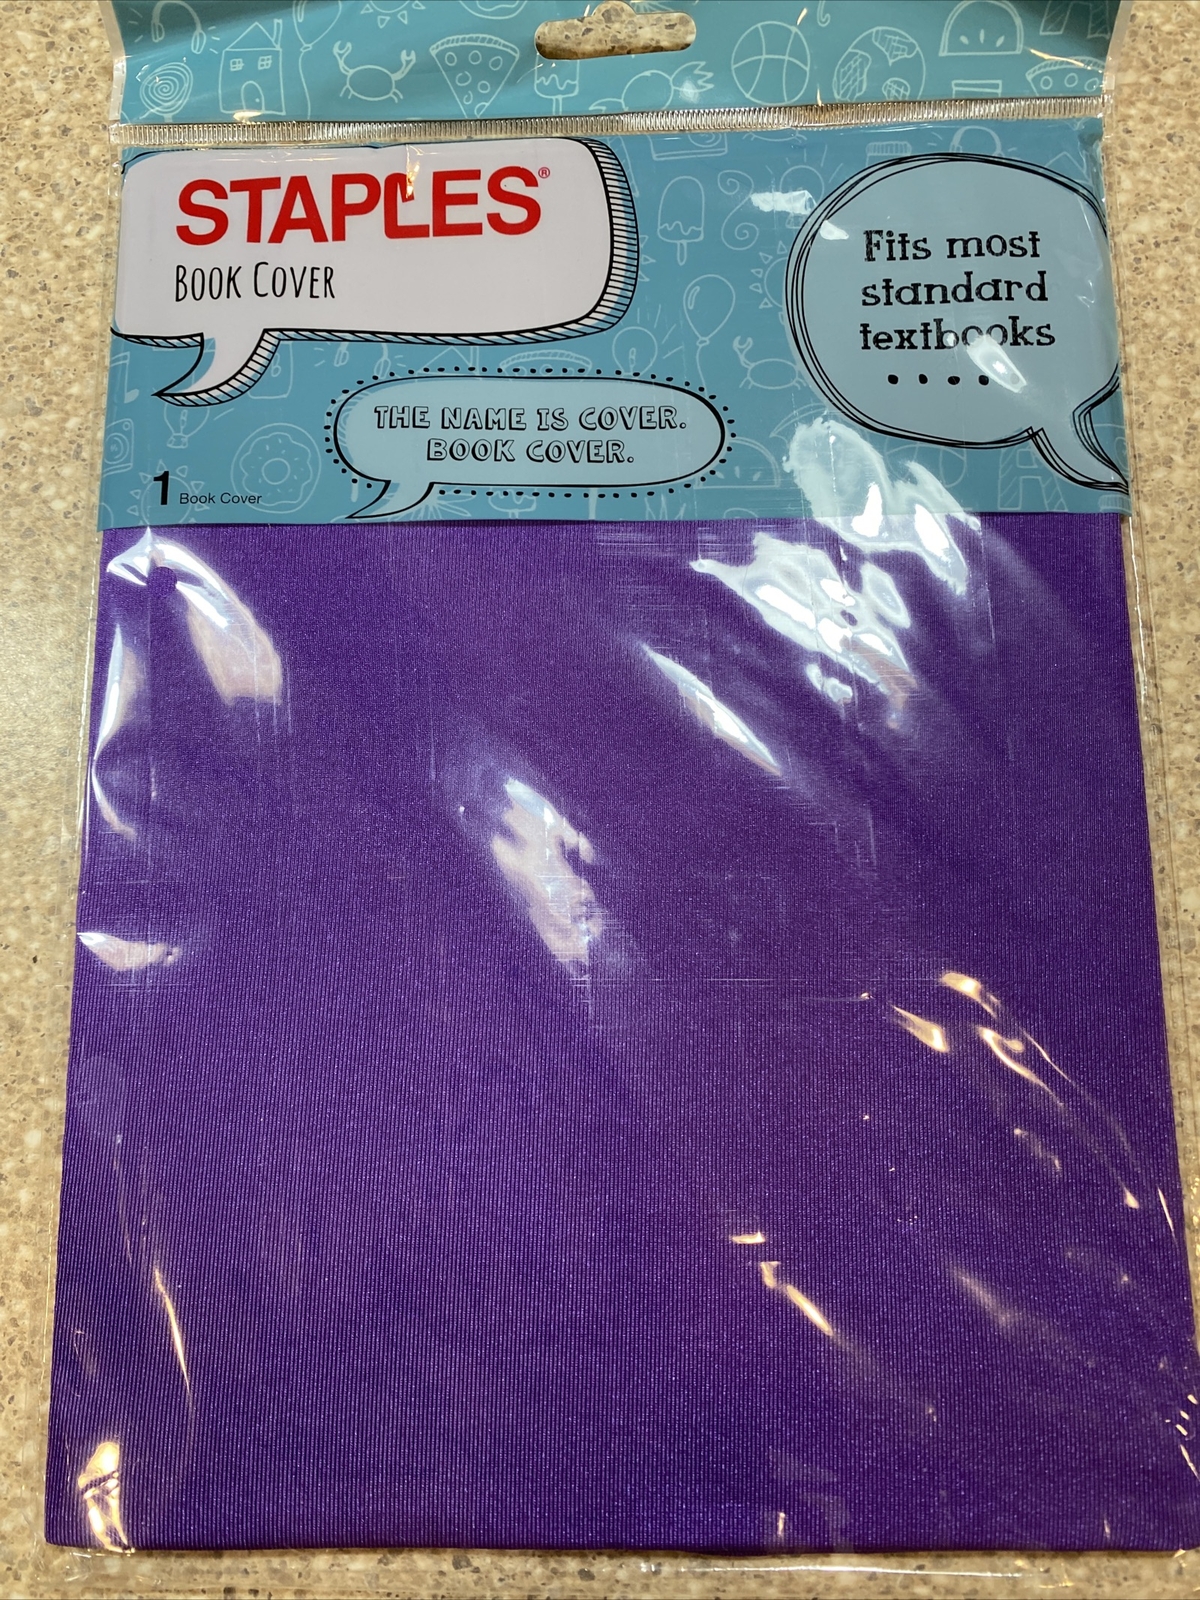 STAPLES®
BOOK COVER
Fits most
standard
textbooks
....
THE NAME IS COVER.
BOOK COVER.
1 Book Cover